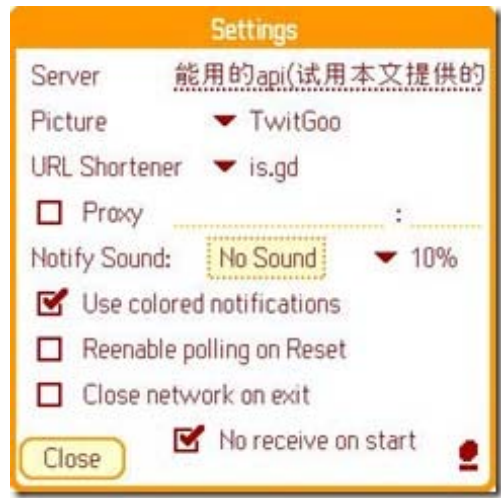 Settings
Server 能用的api(试用本文提供的
Picture TwitGoo
URL Shortener is.gd
Proxy :
Notify Sound: No Sound 10%
Use colored notifications
Reenable polling on Reset
Close network on exit
No receive on start
Close